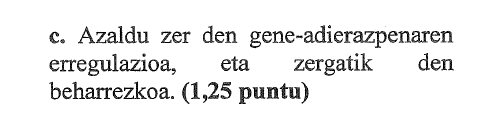 c. Azaldu zer den gene-adierazpenaren
erregulazioa, eta zergatik den
beharrezkoa. (1,25 puntu)